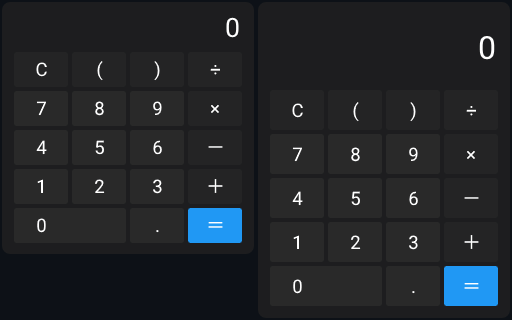 0
C ( ) ÷
7 8 9 ×
4 5 6 −
1 2 3 +
0 . =
0
C ( ) ÷
7 8 9 ×
4 5 6 −
1 2 3 +
0 . =